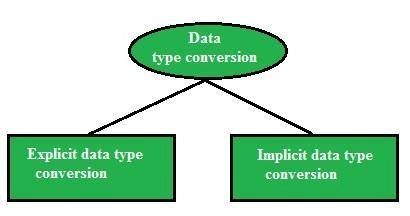 Data
type conversion
Explicit data type
conversion
Implicit data type
conversion